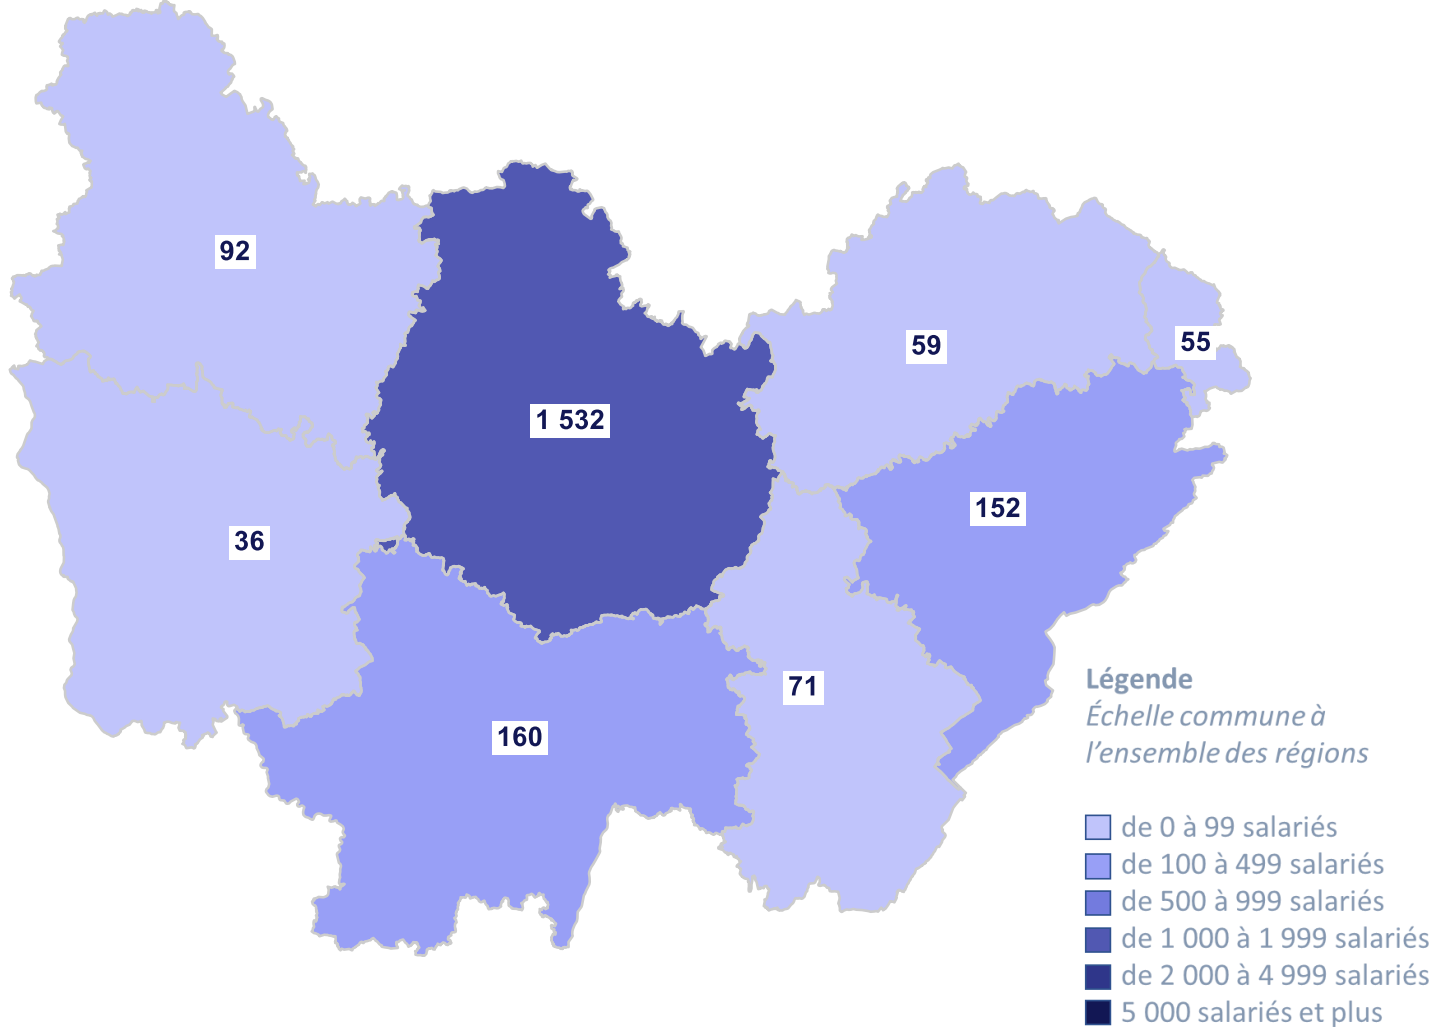 92
59
55
1 532
152
36
71
160
Légende
Échelle commune à
l'ensemble des régions
de 0 à 99 salariés
de 100 à 499 salariés
de 500 à 999 salariés
de 1 000 à 1 999 salariés
de 2 000 à 4 999 salariés
5 000 salariés et plus